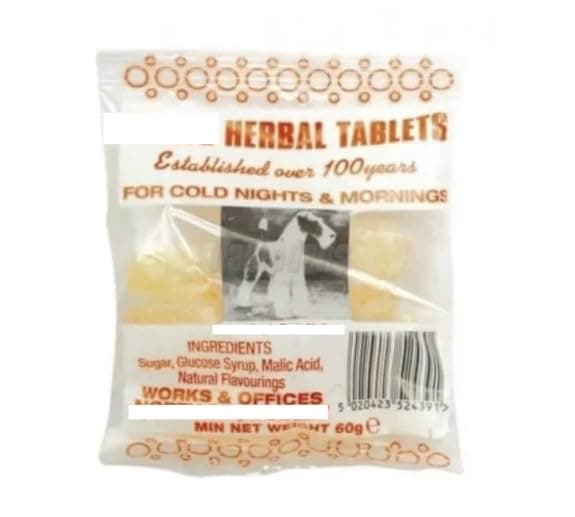 HERBAL TABLETS
Established over 100years
FOR COLD NIGHTS & MORNINGS
INGREDIENTS
Sugar, Glucose Syrup, Malic Acid,
Natural Flavourings
WORKS & OFFICES
MIN NET WEIGHT 60g e
5 020423 524391